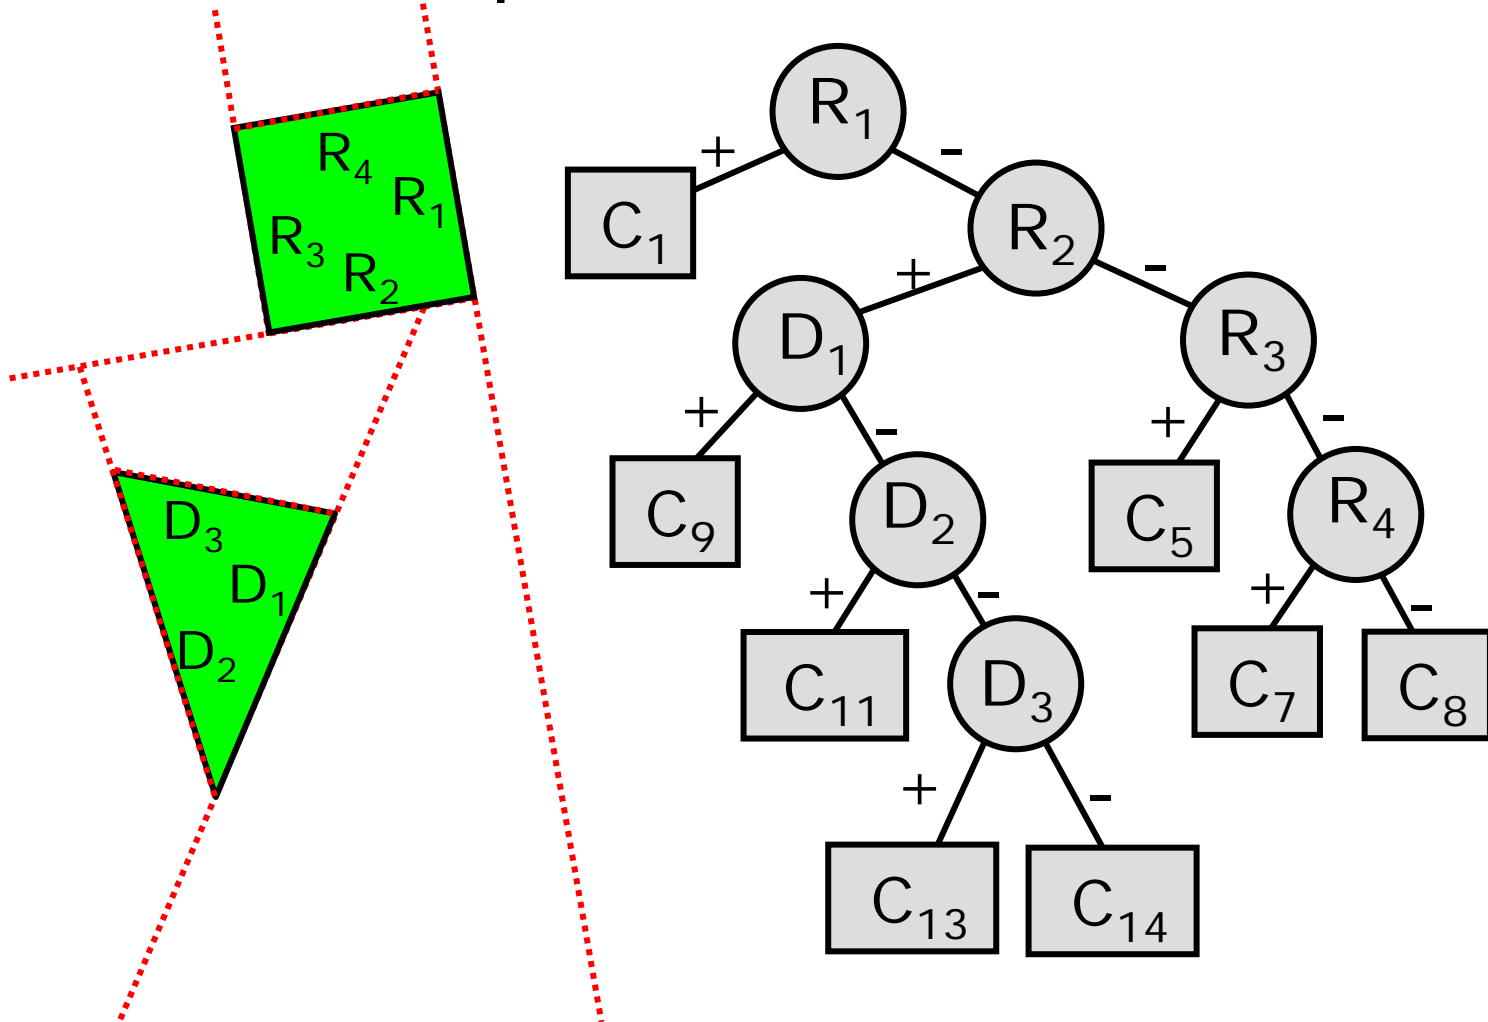 R4
R1
R3
R2
D3
D1
D2
R1
+
-
C1
R2
+
-
D1
R3
+
-
+
-
C9
D2
C5
R4
+
-
+
-
C11
D3
C7
C8
+
-
C13
C14